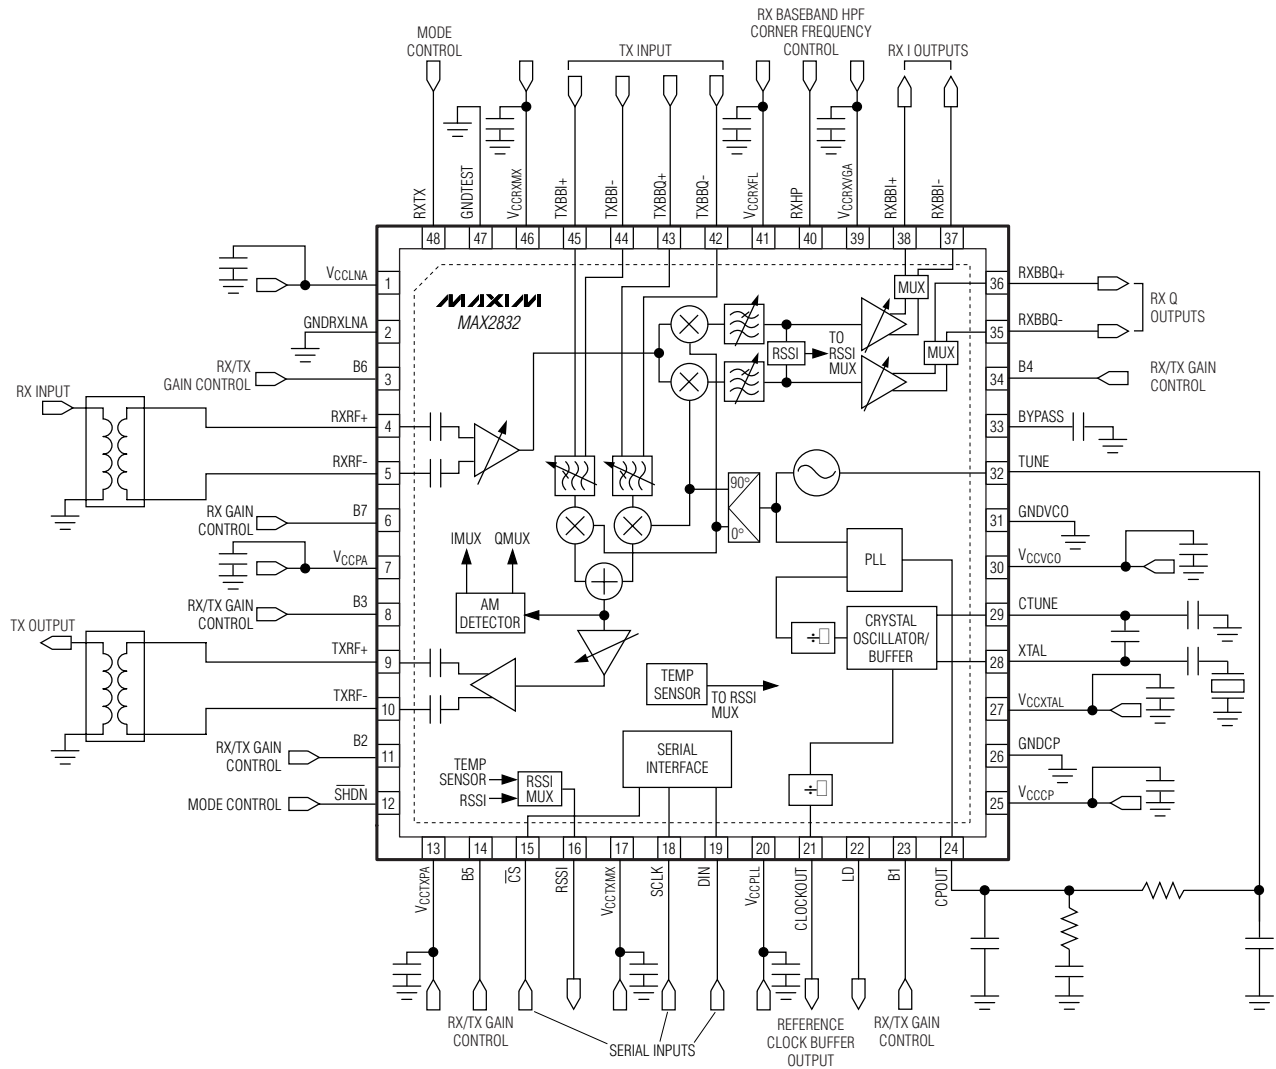 MODE
CONTROL
TX INPUT
RX BASEBAND HPF
CORNER FREQUENCY
CONTROL
RX I OUTPUTS
RXTX
GNDTEST
VCCRXMX
TXBBI+
TXBBI-
TXBBQ+
TXBBQ-
VCCRXFL
RXHP
VCCRXVGA
RXBBI+
RXBBI-
48
47
46
45
44
43
42
41
40
39
38
37
MAXIM
MAX2832
VCCLNA
1
GNDRXLNA
2
RX/TX
GAIN CONTROL
B6
3
RX INPUT
RXRF+
4
RXRF-
5
RX GAIN
CONTROL
B7
6
VCCPA
7
RX/TX GAIN
CONTROL
B3
8
TX OUTPUT
TXRF+
9
TXRF-
10
RX/TX GAIN
CONTROL
B2
11
MODE CONTROL
SHDN
12
MUX
MUX
RSSI
TO
RSSI
MUX
90°
0°
PLL
IMUX
QMUX
AM
DETECTOR
CRYSTAL
OSCILLATOR/
BUFFER
÷
TEMP
SENSOR
TO RSSI
MUX
SERIAL
INTERFACE
TEMP
SENSOR
RSSI
RSSI
MUX
÷
36
RXBBQ+
35
RXBBQ-
RX Q
OUTPUTS
34
B4
RX/TX GAIN
CONTROL
33
BYPASS
32
TUNE
31
GNDVCO
30
VCCVCO
29
CTUNE
28
XTAL
27
VCCXTAL
26
GNDCP
25
VCCCP
13
14
15
16
17
18
19
20
21
22
23
24
VCCTXPA
B5
CS
RSSI
VCCTXMX
SCLK
DIN
VCCPLL
CLOCKOUT
LD
B1
CPOUT
RX/TX GAIN
CONTROL
SERIAL INPUTS
REFERENCE
CLOCK BUFFER
OUTPUT
RX/TX GAIN
CONTROL